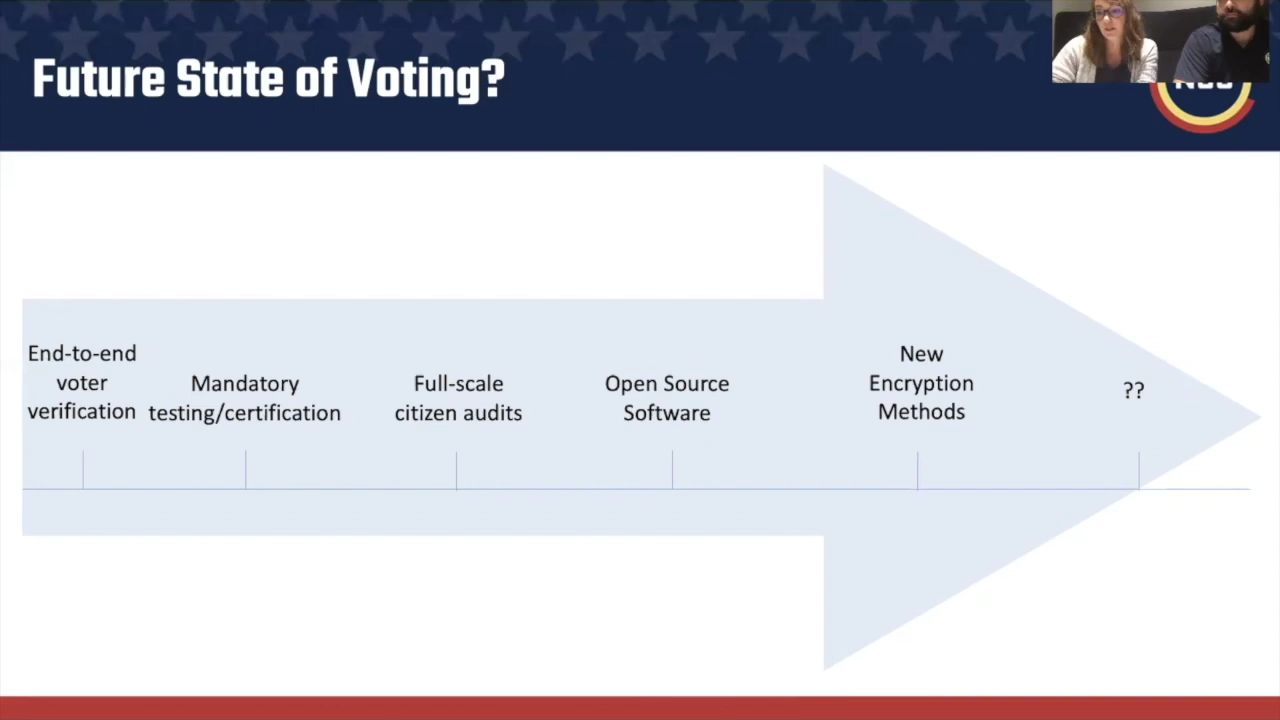 Future State of Voting?
End-to-end
voter
verification
Mandatory
testing/certification
Full-scale
citizen audits
Open Source
Software
New
Encryption
Methods
??